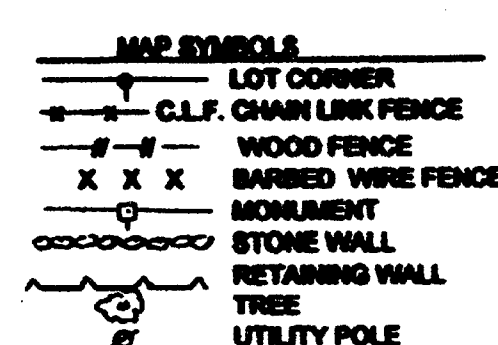 MAP SYMBOLS
LOT CORNER
C.L.F. CHAIN LINK FENCE
WOOD FENCE
X X X BARBED WIRE FENCE
MONUMENT
STONE WALL
RETAINING WALL
TREE
UTILITY POLE